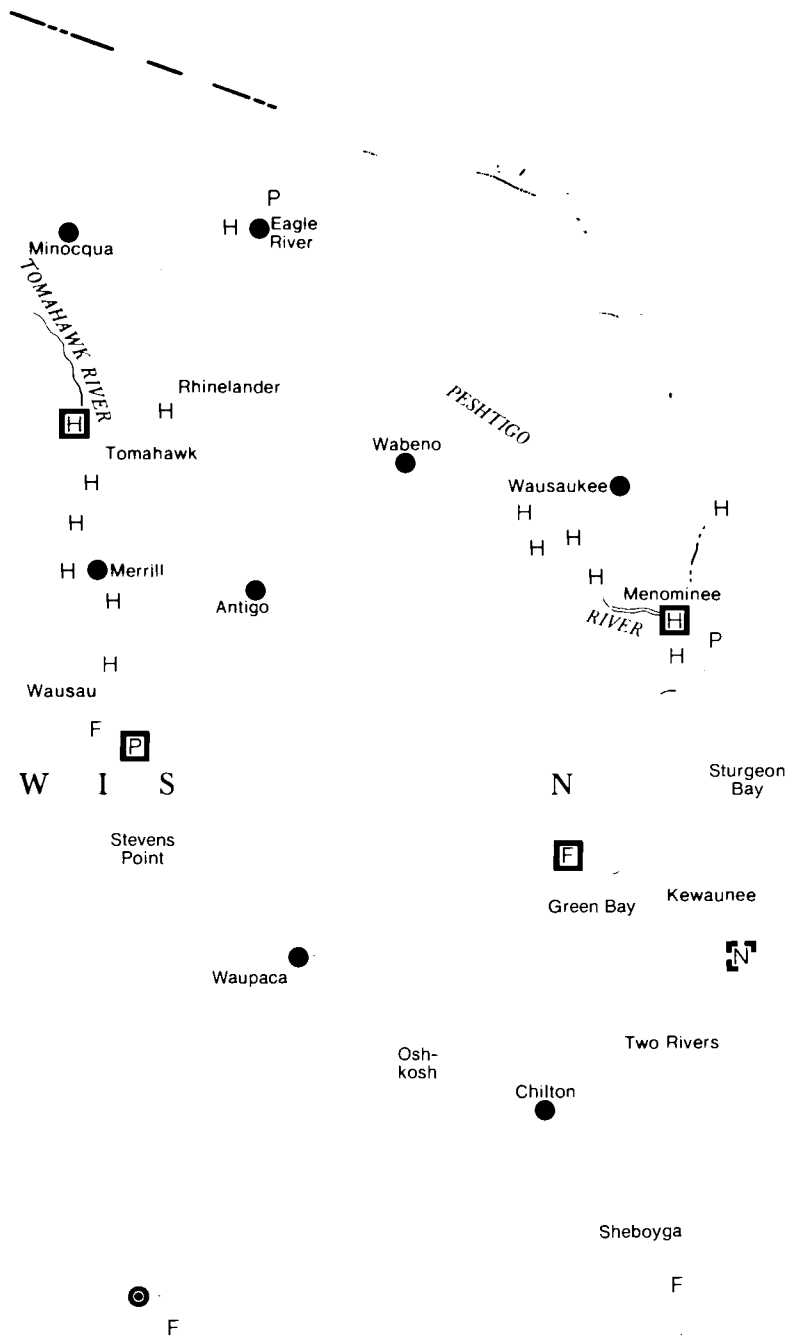 P
H
Eagle
River
Minocqua
TOMAHAWK RIVER
Rhinelander
H
H
PESHTIGO
Tomahawk
Wabeno
H
Wausaukee
H
H
H
H
H
H
Merrill
H
H
Antigo
Menominee
RIVER
H
P
H
H
Wausau
F
P
W I S
N
Sturgeon
Bay
Stevens
Point
F
Green Bay
Kewaunee
N
Waupaca
Osh-
kosh
Two Rivers
Chilton
Sheboyga
F
F